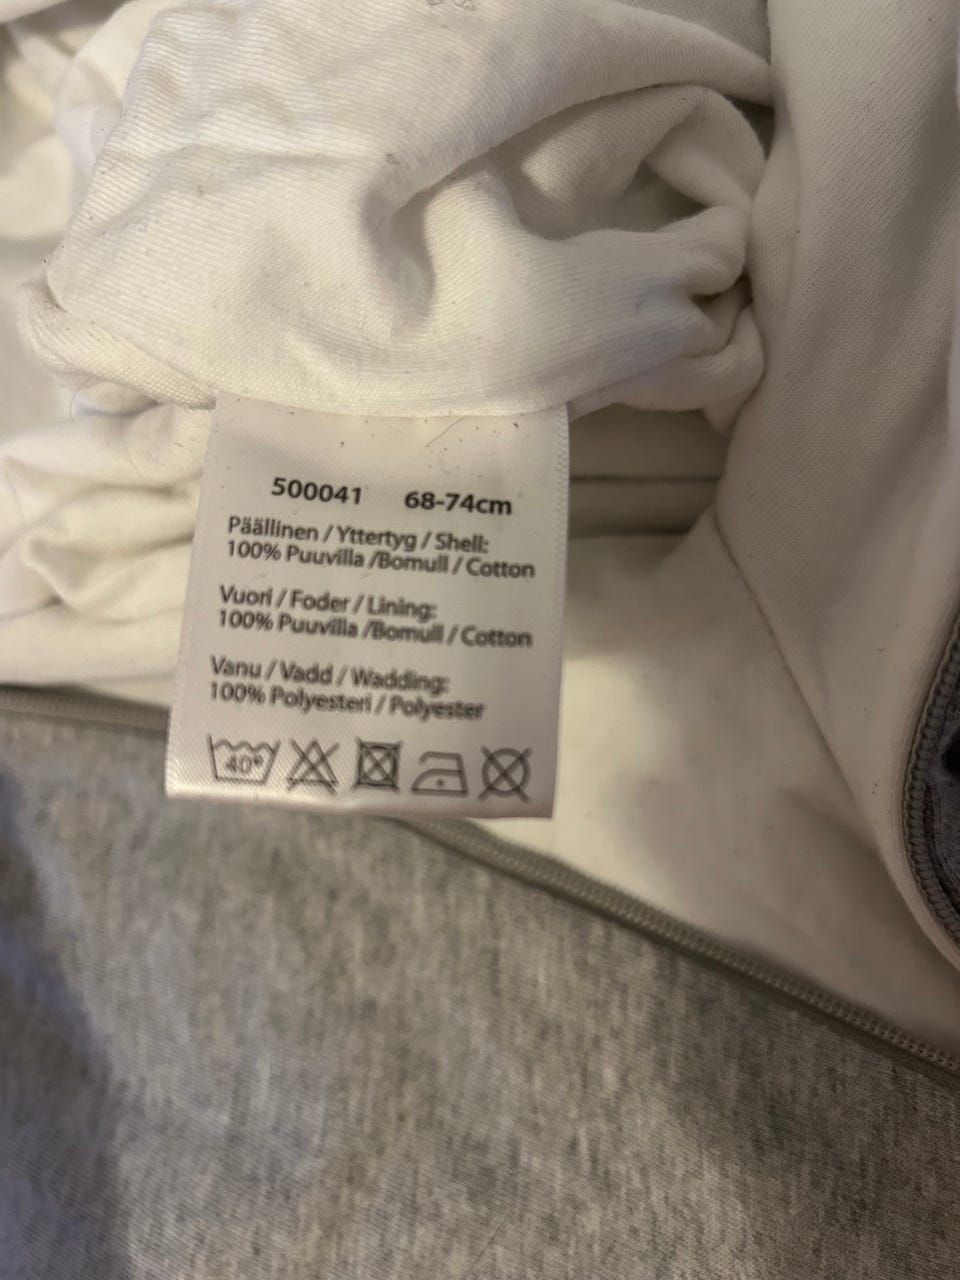 500041 68-74cm
Päällinen / Yttertyg / Shell:
100% Puuvilla /Bomull / Cotton
Vuori / Foder / Lining:
100% Puuvilla /Bomull / Cotton
Vanu / Vadd / Wadding:
100% Polyesteri / Polyester
40°